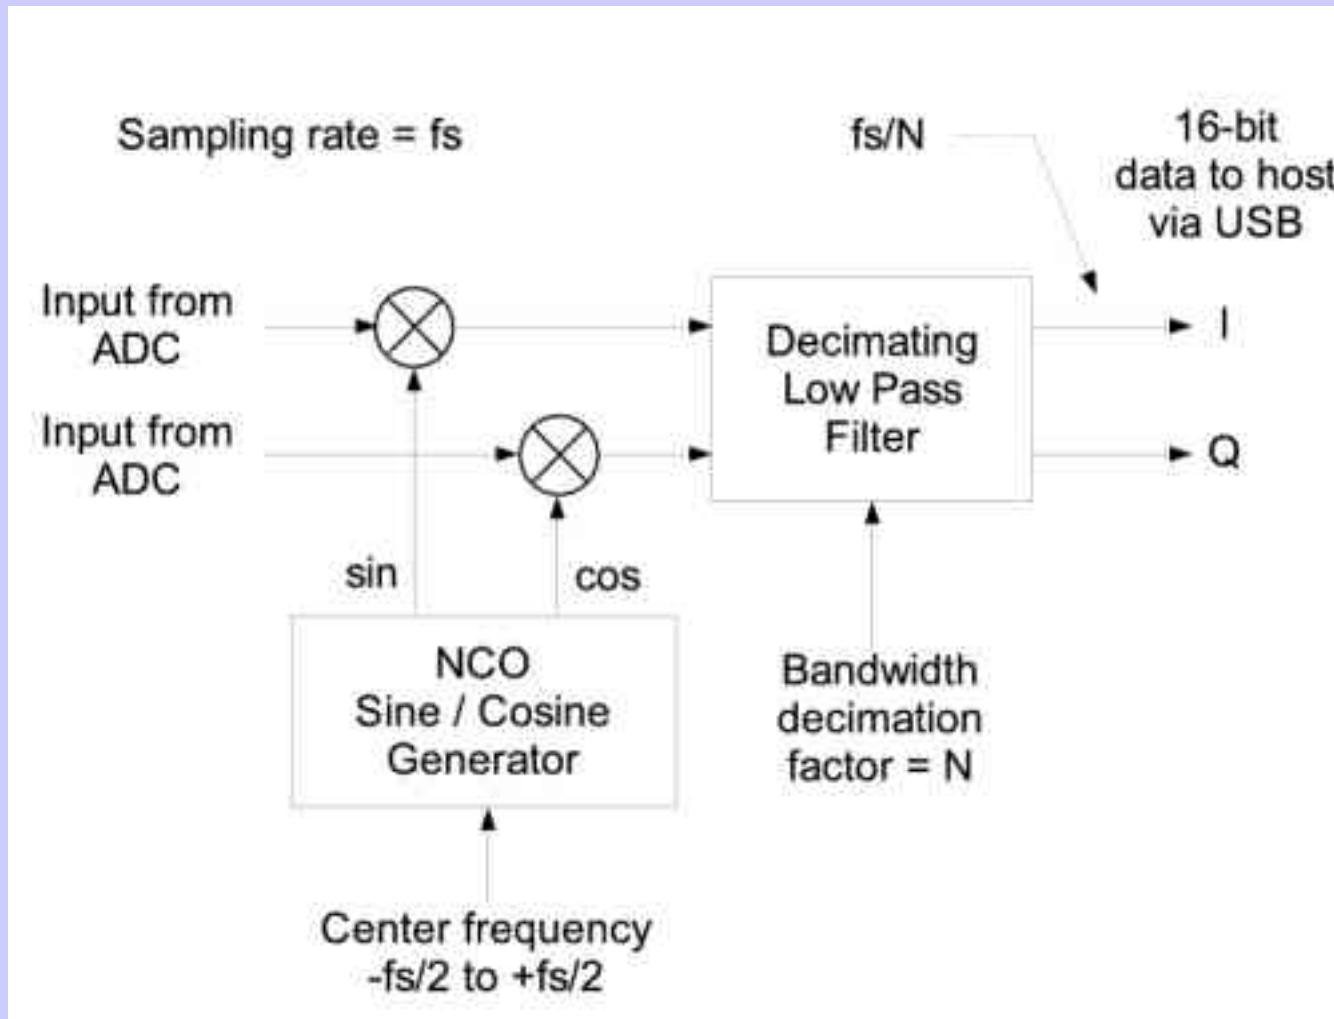 Sampling rate = fs
fs/N
16-bit
data to host
via USB
Input from
ADC
Decimating
Low Pass
Filter
I
Input from
ADC
Q
sin
cos
NCO
Sine / Cosine
Generator
Bandwidth
decimation
factor = N
Center frequency
-fs/2 to +fs/2